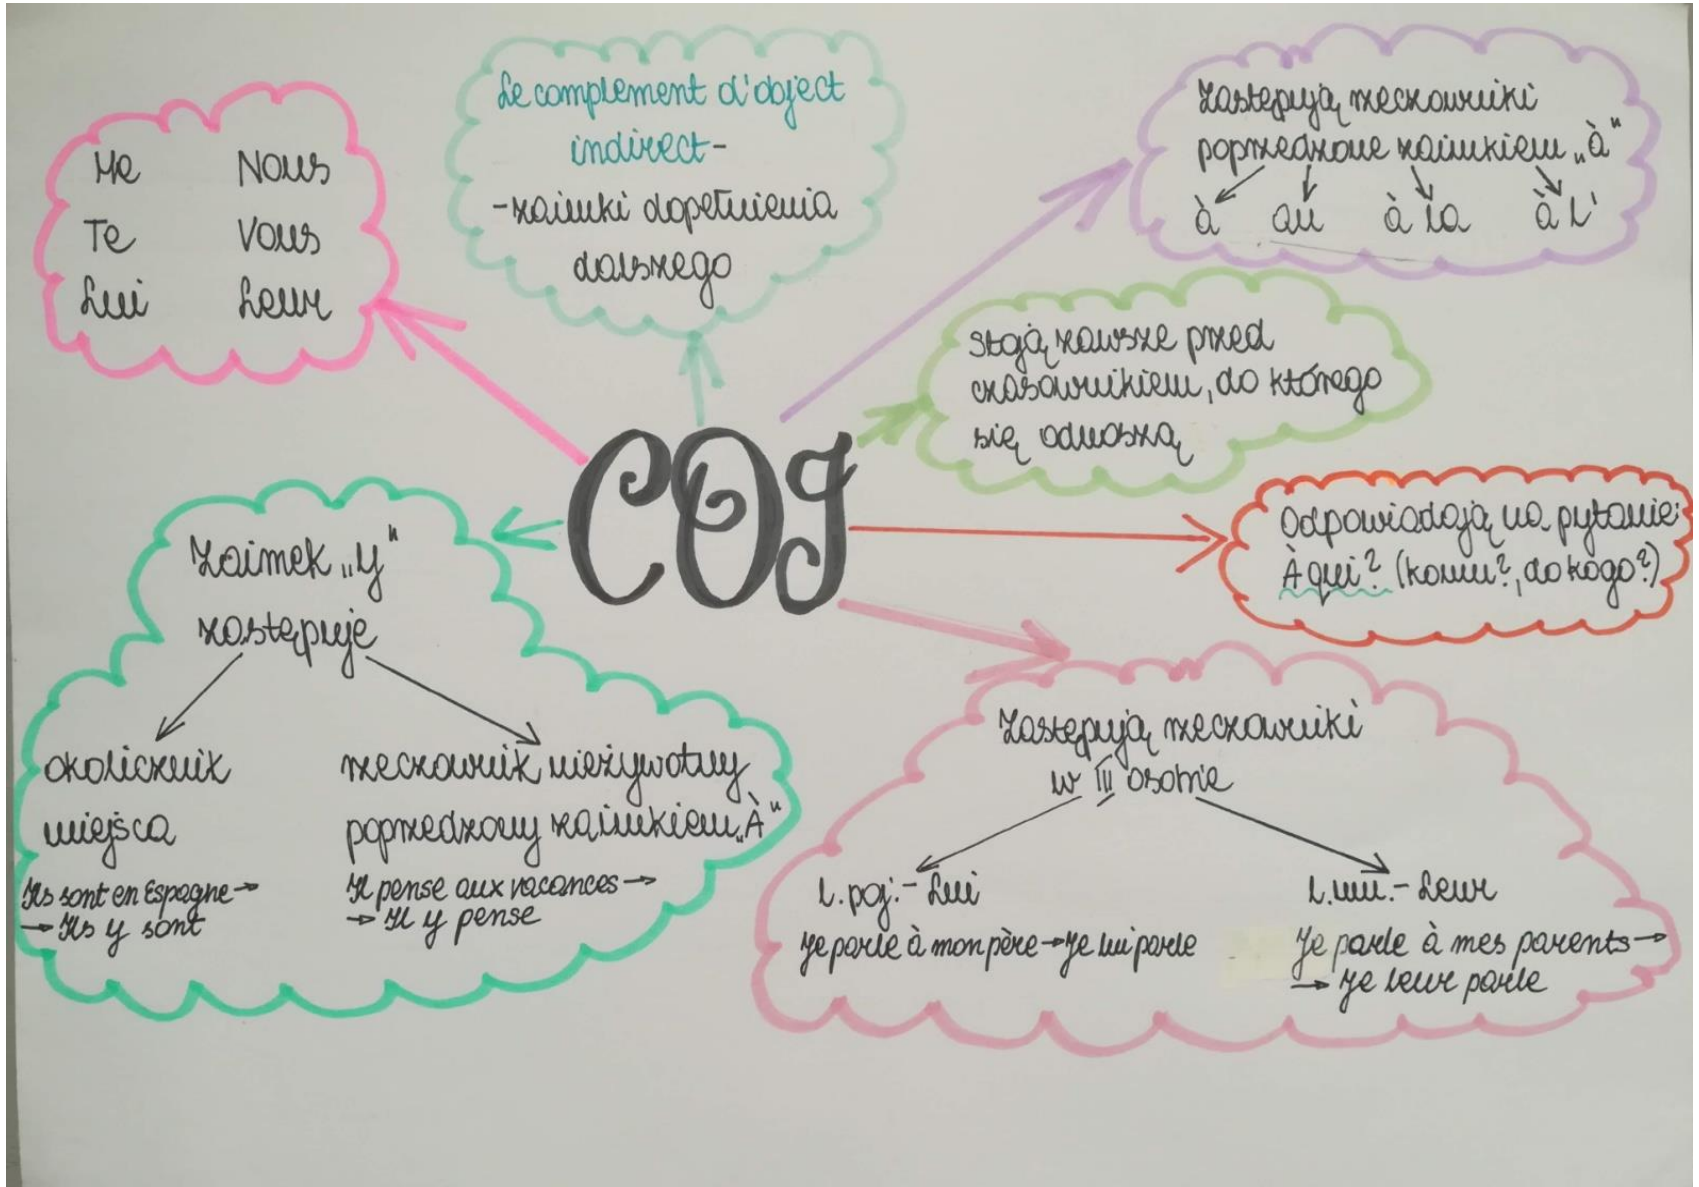 Me Nous
Te Vous
Lui Leur
Le complement d'object
indirect-
-zaimki dopełnienia
dalszego
Zastępują rzeczowniki
poprzedzone zaimkiem „à"
à au à la à l'
Stoją zawsze przed
czasownikiem, do którego
się odnoszą
COI
Odpowiadają na pytanie:
À qui? (komu?, do kogo?)
Zaimek „y"
zastępuje
okolicznik
miejsca
Ils sont en Espagne →
→ Ils y sont
rzeczownik nieżywotny
poprzedzony zaimkiem „À"
Il pense aux vacances →
→ Il y pense
Zastępują rzeczowniki
w III osobie
l. poj. - Lui
Je parle à mon père → Je lui parle
l. mn. - Leur
Je parle à mes parents →
→ Je leur parle